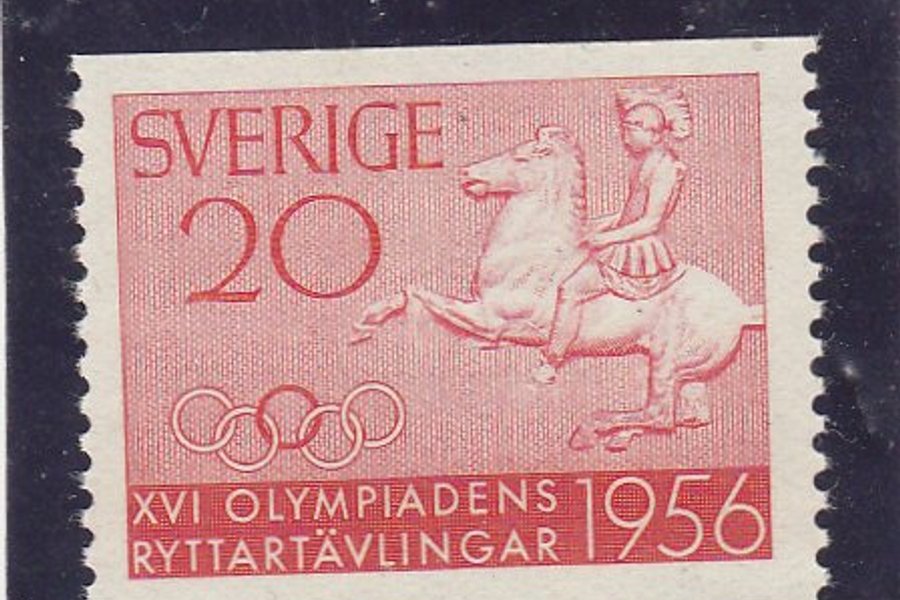 SVERIGE
20
XVI OLYMPIADENS
RYTTARTÄVLINGAR 1956